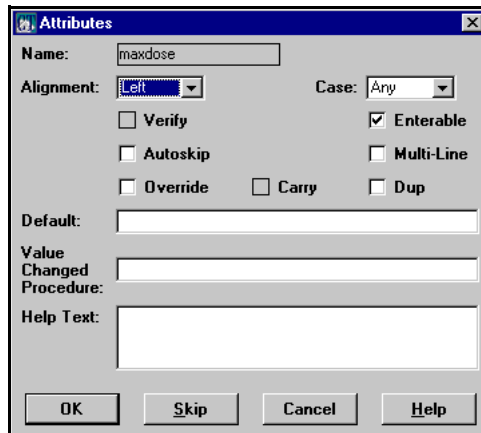 Attributes
Name: maxdose
Alignment: Left Case: Any
Verify Enterable
Autoskip Multi-Line
Override Carry Dup
Default:
Value
Changed
Procedure:
Help Text:
OK Skip Cancel Help